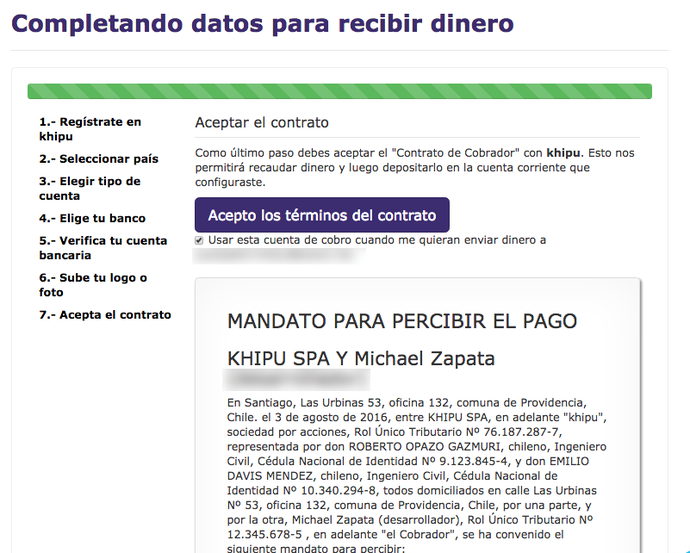 Completando datos para recibir dinero
1.- Regístrate en
khipu
2.- Seleccionar país
3.- Elegir tipo de
cuenta
4.- Elige tu banco
5.- Verifica tu cuenta
bancaria
6.- Sube tu logo o
foto
7.- Acepta el contrato
Aceptar el contrato
Como último paso debes aceptar el "Contrato de Cobrador" con khipu. Esto nos
permitirá recaudar dinero y luego depositarlo en la cuenta corriente que
configuraste.
Acepto los términos del contrato
Usar esta cuenta de cobro cuando me quieran enviar dinero a
MANDATO PARA PERCIBIR EL PAGO
KHIPU SPA Y Michael Zapata
En Santiago, Las Urbinas 53, oficina 132, comuna de Providencia,
Chile. el 3 de agosto de 2016, entre KHIPU SPA, en adelante "khipu",
sociedad por acciones, Rol Único Tributario Nº 76.187.287-7,
representada por don ROBERTO OPAZO GAZMURI, chileno, Ingeniero
Civil, Cédula Nacional de Identidad Nº 9.123.845-4, y don EMILIO
DAVIS MENDEZ, chileno, Ingeniero Civil, Cédula Nacional de
Identidad Nº 10.340.294-8, todos domiciliados en calle Las Urbinas
Nº 53, oficina 132, comuna de Providencia, Chile, por una parte, y
por la otra, Michael Zapata (desarrollador), Rol Único Tributario Nº
12.345.678-5 , en adelante "el Cobrador", se ha convenido el
siguiente mandato para percibir: